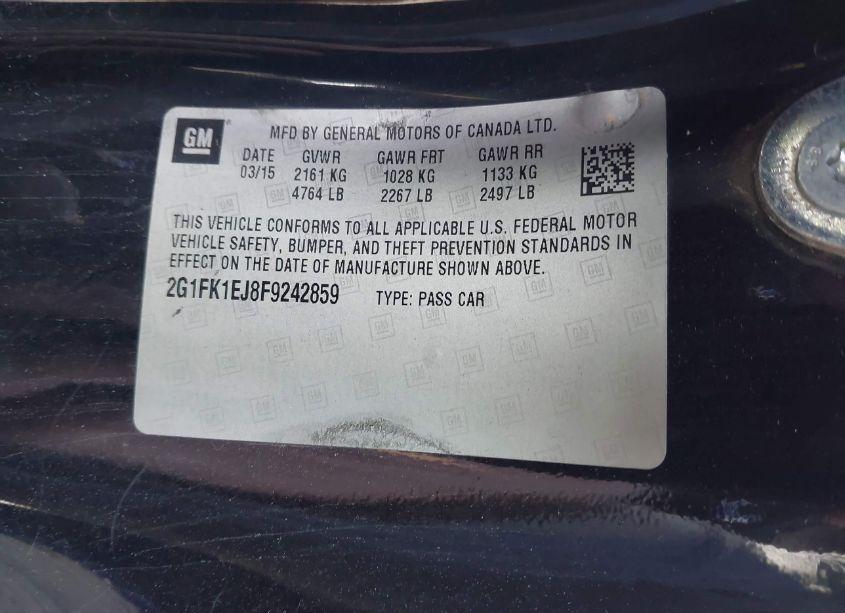 GM
MFD BY GENERAL MOTORS OF CANADA LTD.
DATE GVWR GAWR FRT GAWR RR
03/15 2161 KG 1028 KG 1133 KG
4764 LB 2267 LB 2497 LB
THIS VEHICLE CONFORMS TO ALL APPLICABLE U.S. FEDERAL MOTOR
VEHICLE SAFETY, BUMPER, AND THEFT PREVENTION STANDARDS IN
EFFECT ON THE DATE OF MANUFACTURE SHOWN ABOVE.
2G1FK1EJ8F9242859 TYPE: PASS CAR